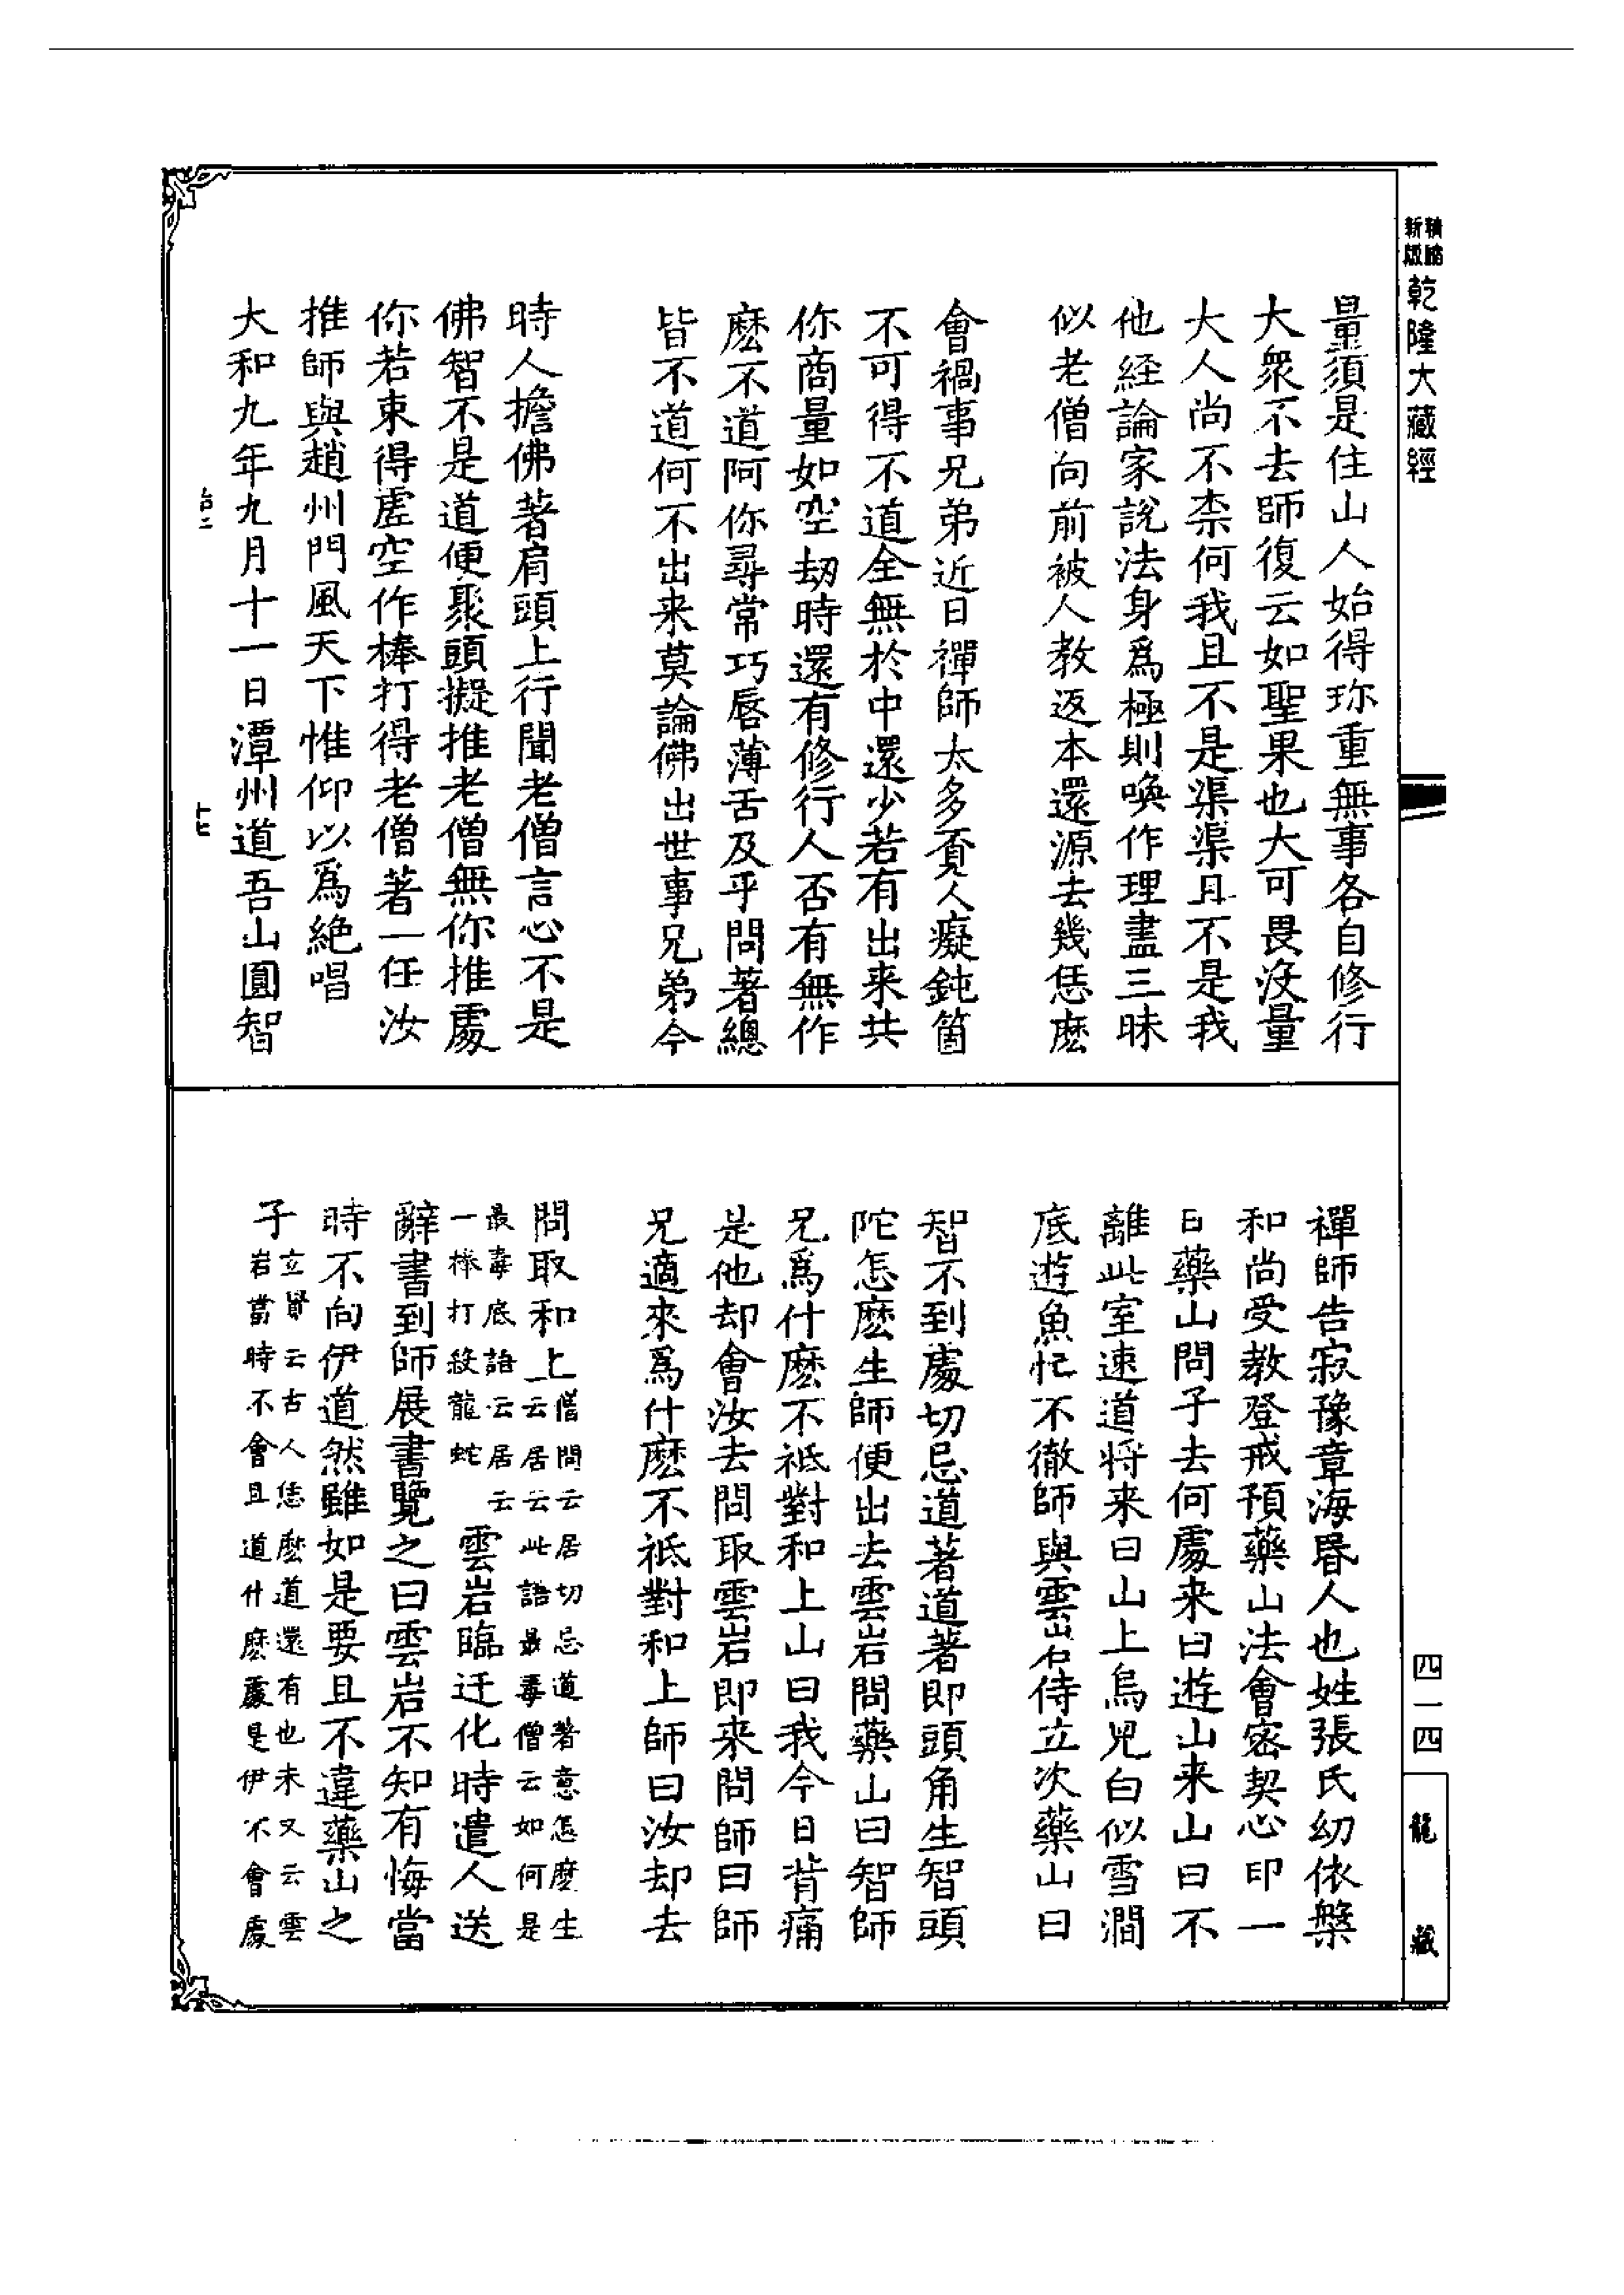 精縮
新版
乾隆大藏經
四一四
龍藏
量須是住山人始得珎重無事各自修行
大衆不去師復云如聖果也大可畏沒量
大人尚不柰何我且不是渠渠且不是我
他經論家說法身爲極則喚作理盡三昧
似老僧向前被人教返本還源去幾恁麽
會禍事兄弟近日禪師太多覔人癡鈍箇
不可得不道全無於中還少若有出来共
你商量如空劫時還有修行人否有無作
麽不道阿你尋常巧唇薄舌及乎問著總
皆不道何不出来莫論佛出世事兄弟今
時人擔佛著肩頭上行聞老僧言心不是
佛智不是道便聚頭擬推老僧無你推處
你若束得虗空作棒打得老僧著一任汝
推師與趙州門風天下惟仰以爲絶唱
大和九年九月十一日潭州道吾山圓智
禪師告寂豫章海昬人也姓張氏幼依槃
和尚受教登戒預藥山法會密契心印一
日藥山問子去何處来曰遊山来山曰不
離此室速道将来曰山上烏兒白似雪澗
底遊魚忙不徹師與雲岩侍立次藥山曰
智不到處切忌道著道著即頭角生智頭
陀怎麽生師便出去雲岩問藥山曰智師
兄爲什麽不祇對和上山曰我今日背痛
是他却會汝去問取雲岩即来問師曰師
兄適來爲什麽不祇對和上師曰汝却去
問取和上僧問云居切忌道著意怎麽生
云居云此語最毒僧云如何是
最毒底語云居云
一棒打殺龍蛇
雲岩臨迁化時遣人送
辭書到師展書覽之曰雲岩不知有悔當
時不向伊道然雖如是要且不違藥山之
子
立賢云古人恁麽道還有也未又云雲
岩當時不會且道什麽處是伊不會處
十七